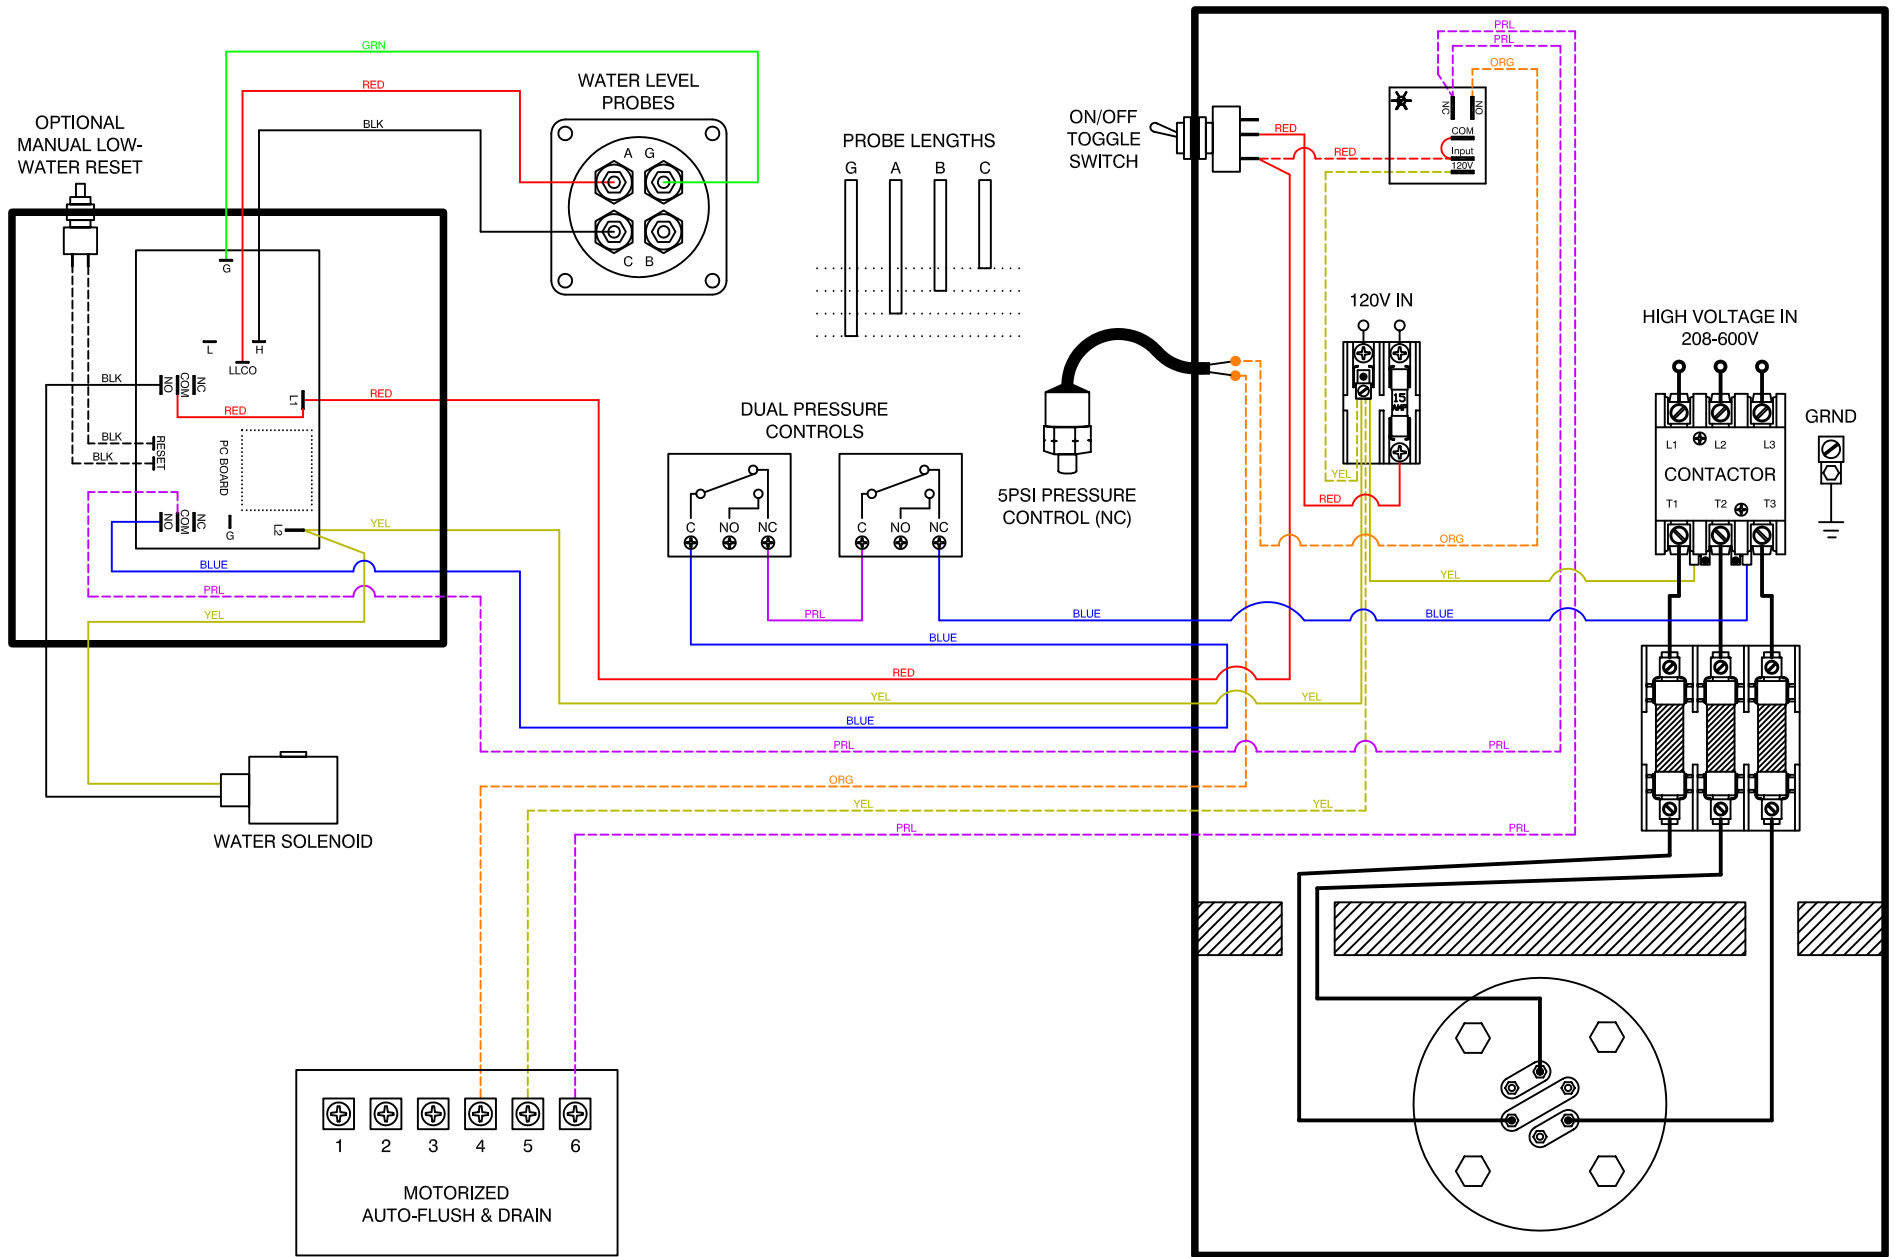 GRN
RED
BLK
OPTIONAL
MANUAL LOW-
WATER RESET
WATER LEVEL
PROBES
A G
C B
PROBE LENGTHS
G A B C
ON/OFF
TOGGLE
SWITCH
RED
RED
PRL
PRL
ORG
NC
NO
COM
Input
120V
G
L
H
LLCO
BLK
NO
COM
NC
RED
L1
RED
BLK
BLK
RESET
PC BOARD
NO
COM
NC
G
L2
YEL
BLUE
PRL
YEL
DUAL PRESSURE
CONTROLS
C NO NC
C NO NC
PRL
5PSI PRESSURE
CONTROL (NC)
120V IN
15
AMP
YEL
RED
ORG
YEL
HIGH VOLTAGE IN
208-600V
L1 L2 L3
CONTACTOR
T1 T2 T3
GRND
BLUE
BLUE
BLUE
RED
YEL
YEL
BLUE
PRL
PRL
ORG
YEL
YEL
PRL
PRL
WATER SOLENOID
1 2 3 4 5 6
MOTORIZED
AUTO-FLUSH & DRAIN